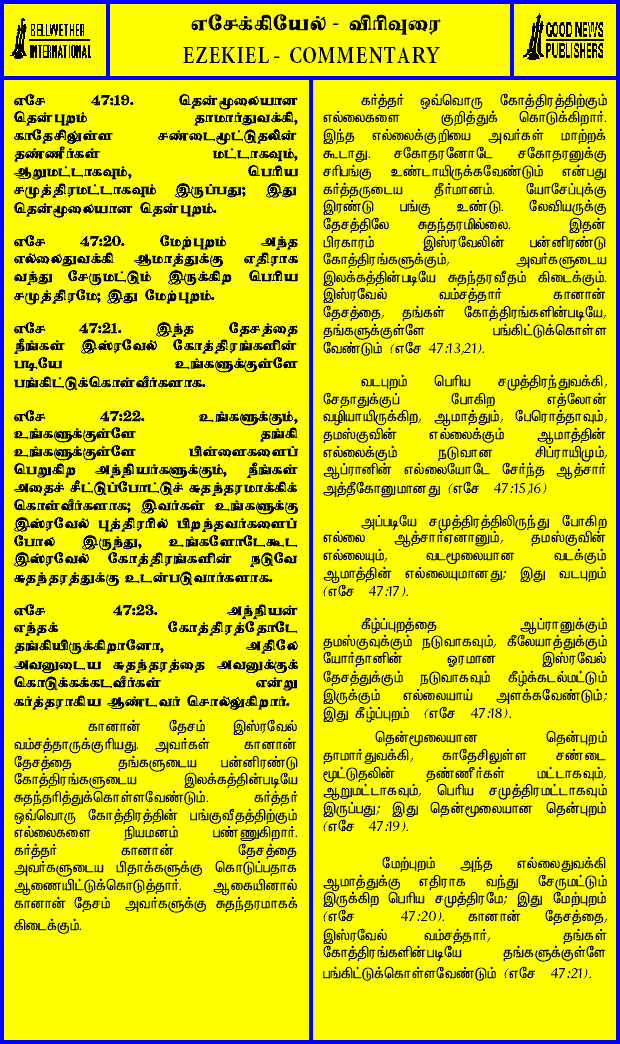 BELLWETHER
INTERNATIONAL
எசேக்கியேல் - விரிவுரை
EZEKIEL - COMMENTARY
GOOD NEWS
PUBLISHERS
எசே 47:19. தென்மூலையான
தென்புறம் தாமார்துவக்கி,
காதேசிலுள்ள சண்டைமூட்டுதலின்
தண்ணீர்கள் மட்டாகவும்,
ஆறுமட்டாகவும், பெரிய
சமுத்திரமட்டாகவும் இருப்பது; இது
தென்மூலையான தென்புறம்.
எசே 47:20. மேற்புறம் அந்த
எல்லைதுவக்கி ஆமாத்துக்கு எதிராக
வந்து சேருமட்டும் இருக்கிற பெரிய
சமுத்திரமே; இது மேற்புறம்.
எசே 47:21. இந்த தேசத்தை
நீங்கள் இஸ்ரவேல் கோத்திரங்களின்
படியே உங்களுக்குள்ளே
பங்கிட்டுக்கொள்வீர்களாக.
எசே 47:22. உங்களுக்கும்,
உங்களுக்குள்ளே தங்கி
உங்களுக்குள்ளே பிள்ளைகளைப்
பெறுகிற அந்நியர்களுக்கும், நீங்கள்
அதைச் சீட்டுப்போட்டுச் சுதந்தரமாக்கிக்
கொள்வீர்களாக; இவர்கள் உங்களுக்கு
இஸ்ரவேல் புத்திரரில் பிறந்தவர்களைப்
போல இருந்து, உங்களோடேகூட
இஸ்ரவேல் கோத்திரங்களின் நடுவே
சுதந்தரத்துக்கு உடன்படுவார்களாக.
எசே 47:23. அந்நியன்
எந்தக் கோத்திரத்தோடே
தங்கியிருக்கிறானோ, அதிலே
அவனுடைய சுதந்தரத்தை அவனுக்குக்
கொடுக்கக்கடவீர்கள் என்று
கர்த்தராகிய ஆண்டவர் சொல்லுகிறார்.
கானான் தேசம் இஸ்ரவேல்
வம்சத்தாருக்குரியது. அவர்கள் கானான்
தேசத்தை தங்களுடைய பன்னிரண்டு
கோத்திரங்களுடைய இலக்கத்தின்படியே
சுதந்தரித்துக்கொள்ளவேண்டும். கர்த்தர்
ஒவ்வொரு கோத்திரத்தின் பங்குவீதத்திற்கும்
எல்லைகளை நியமனம் பண்ணுகிறார்.
கர்த்தர் கானான் தேசத்தை
அவர்களுடைய பிதாக்களுக்கு கொடுப்பதாக
ஆணையிட்டுக்கொடுத்தார். ஆகையினால்
கானான் தேசம் அவர்களுக்கு சுதந்தரமாகக்
கிடைக்கும்.
கர்த்தர் ஒவ்வொரு கோத்திரத்திற்கும்
எல்லைகளை குறித்துக் கொடுக்கிறார்.
இந்த எல்லைக்குறியை அவர்கள் மாற்றக்
கூடாது. சகோதரனோடே சகோதரனுக்கு
சரிபங்கு உண்டாயிருக்கவேண்டும் என்பது
கர்த்தருடைய தீர்மானம். யோசேப்புக்கு
இரண்டு பங்கு உண்டு. லேவியருக்கு
தேசத்திலே சுதந்தரமில்லை. இதன்
பிரகாரம் இஸ்ரவேலின் பன்னிரண்டு
கோத்திரங்களுக்கும், அவர்களுடைய
இலக்கத்தின்படியே சுதந்தரவீதம் கிடைக்கும்.
இஸ்ரவேல் வம்சத்தார் கானான்
தேசத்தை, தங்கள் கோத்திரங்களின்படியே,
தங்களுக்குள்ளே பங்கிட்டுக்கொள்ள
வேண்டும் (எசே 47:13,21).
வடபுறம் பெரிய சமுத்திரந்துவக்கி,
சேதாதுக்குப் போகிற எத்லோன்
வழியாயிருக்கிற, ஆமாத்தும், பேரொத்தாவும்,
தமஸ்குவின் எல்லைக்கும் ஆமாத்தின்
எல்லைக்கும் நடுவான சிப்ராயிமும்,
ஆப்ரானின் எல்லையோடே சேர்ந்த ஆத்சார்
அத்தீகோனுமானது (எசே 47:15,16)
அப்படியே சமுத்திரத்திலிருந்து போகிற
எல்லை ஆத்சார்ஏனானும், தமஸ்குவின்
எல்லையும், வடமூலையான வடக்கும்
ஆமாத்தின் எல்லையுமானது; இது வடபுறம்
(எசே 47:17).
கீழ்ப்புறத்தை ஆப்ரானுக்கும்
தமஸ்குவுக்கும் நடுவாகவும், கீலேயாத்துக்கும்
யோர்தானின் ஓரமான இஸ்ரவேல்
தேசத்துக்கும் நடுவாகவும் கீழ்க்கடல்மட்டும்
இருக்கும் எல்லையாய் அளக்கவேண்டும்;
இது கீழ்ப்புறம் (எசே 47:18).
தென்மூலையான தென்புறம்
தாமார்துவக்கி, காதேசிலுள்ள சண்டை
மூட்டுதலின் தண்ணீர்கள் மட்டாகவும்,
ஆறுமட்டாகவும், பெரிய சமுத்திரமட்டாகவும்
இருப்பது; இது தென்மூலையான தென்புறம்
(எசே 47:19).
மேற்புறம் அந்த எல்லைதுவக்கி
ஆமாத்துக்கு எதிராக வந்து சேருமட்டும்
இருக்கிற பெரிய சமுத்திரமே; இது மேற்புறம்
(எசே 47:20). கானான் தேசத்தை,
இஸ்ரவேல் வம்சத்தார், தங்கள்
கோத்திரங்களின்படியே தங்களுக்குள்ளே
பங்கிட்டுக்கொள்ளவேண்டும் (எசே 47:21).